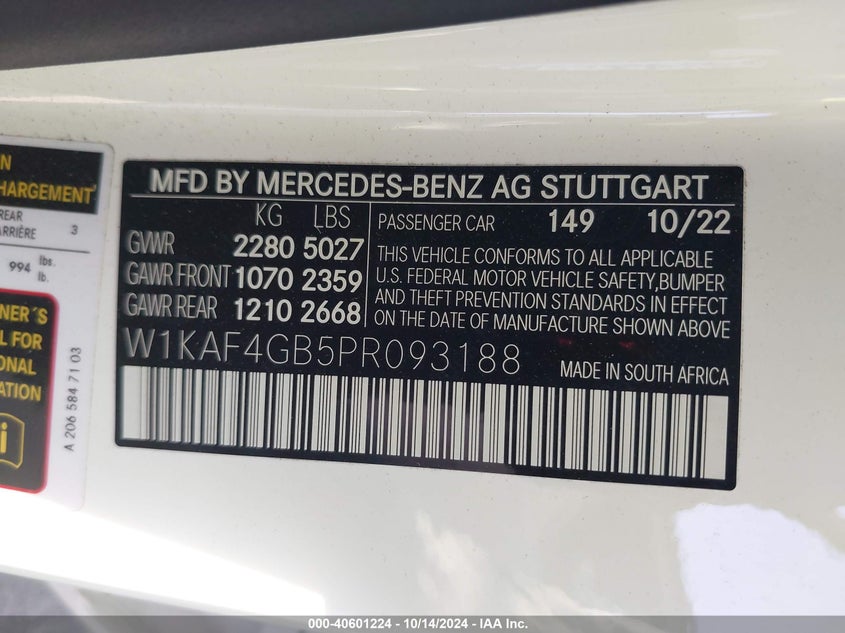 MFD BY MERCEDES-BENZ AG STUTTGART
KG LBS
GVWR 2280 5027
GAWR FRONT 1070 2359
GAWR REAR 1210 2668
PASSENGER CAR 149 10/22
THIS VEHICLE CONFORMS TO ALL APPLICABLE
U.S. FEDERAL MOTOR VEHICLE SAFETY,BUMPER
AND THEFT PREVENTION STANDARDS IN EFFECT
ON THE DATE OF MANUFACTURE SHOWN ABOVE
W1KAF4GB5PR093188
MADE IN SOUTH AFRICA
HARGEMENT
REAR
ARRIÈRE 3
994 lbs.
lb.
NER´S
L FOR
ONAL
ATION
i
A 206 584 71 03
000-40601224 - 10/14/2024 - IAA Inc.